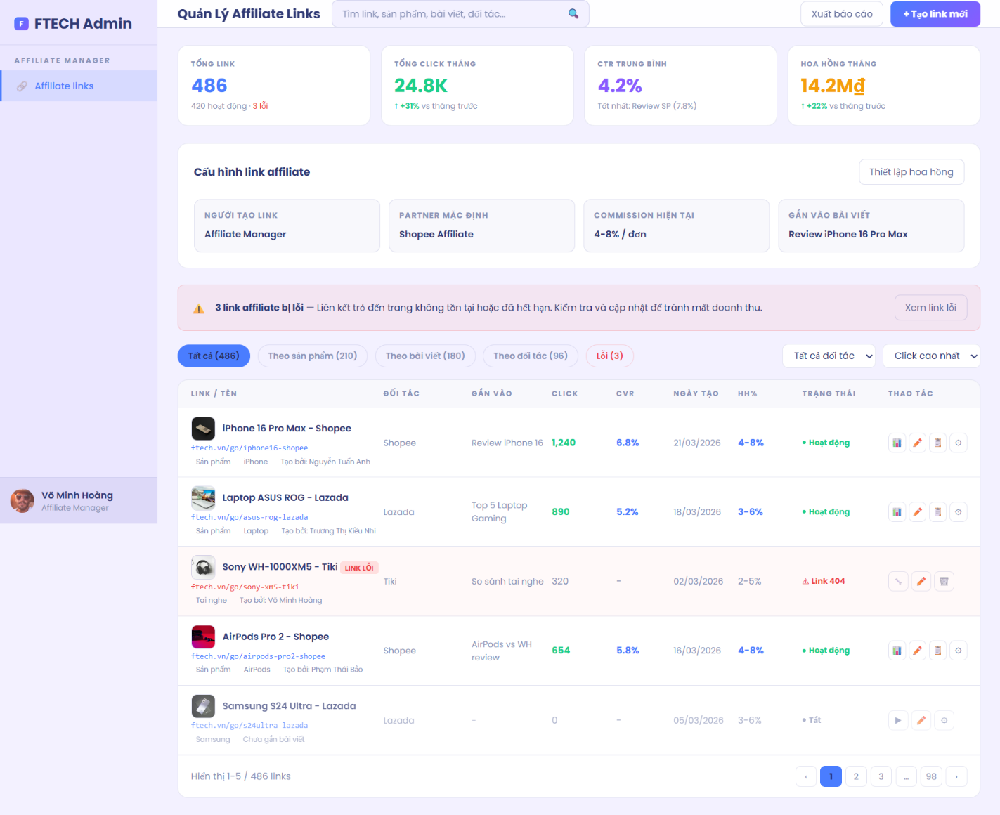 F FTECH Admin
AFFILIATE MANAGER
Affiliate links
Võ Minh Hoàng
Affiliate Manager
Quản Lý Affiliate Links
Tìm link, sản phẩm, bài viết, đối tác...
Xuất báo cáo
+ Tạo link mới
TỔNG LINK
486
420 hoạt động · 3 lỗi
TỔNG CLICK THÁNG
24.8K
↑ +31% vs tháng trước
CTR TRUNG BÌNH
4.2%
Tốt nhất: Review SP (7.8%)
HOA HỒNG THÁNG
14.2M₫
↑ +22% vs tháng trước
Cấu hình link affiliate
Thiết lập hoa hồng
NGƯỜI TẠO LINK
Affiliate Manager
PARTNER MẶC ĐỊNH
Shopee Affiliate
COMMISSION HIỆN TẠI
4-8% / đơn
GẮN VÀO BÀI VIẾT
Review iPhone 16 Pro Max
3 link affiliate bị lỗi — Liên kết trỏ đến trang không tồn tại hoặc đã hết hạn. Kiểm tra và cập nhật để tránh mất doanh thu.
Xem link lỗi
Tất cả (486)
Theo sản phẩm (210)
Theo bài viết (180)
Theo đối tác (96)
Lỗi (3)
Tất cả đối tác
Click cao nhất
LINK / TÊN ĐỐI TÁC GẮN VÀO CLICK CVR NGÀY TẠO HH% TRẠNG THÁI THAO TÁC
iPhone 16 Pro Max - Shopee
ftech.vn/go/iphone16-shopee
Sản phẩm iPhone Tạo bởi: Nguyễn Tuấn Anh
Shopee
Review iPhone 16
1,240
6.8%
21/03/2026
4-8%
• Hoạt động
Laptop ASUS ROG - Lazada
ftech.vn/go/asus-rog-lazada
Sản phẩm Laptop Tạo bởi: Trương Thị Kiều Nhi
Lazada
Top 5 Laptop
Gaming
890
5.2%
18/03/2026
3-6%
• Hoạt động
Sony WH-1000XM5 - Tiki LINK LỖI
ftech.vn/go/sony-xm5-tiki
Tai nghe Tạo bởi: Võ Minh Hoàng
Tiki
So sánh tai nghe
320
-
02/03/2026
2-5%
⚠ Link 404
AirPods Pro 2 - Shopee
ftech.vn/go/airpods-pro2-shopee
Sản phẩm AirPods Tạo bởi: Phạm Thái Bảo
Shopee
AirPods vs WH
review
654
5.8%
16/03/2026
4-8%
• Hoạt động
Samsung S24 Ultra - Lazada
ftech.vn/go/s24ultra-lazada
Samsung Chưa gắn bài viết
Lazada
-
0
-
05/03/2026
3-6%
• Tắt
Hiển thị 1-5 / 486 links
‹ 1 2 3 … 98 ›